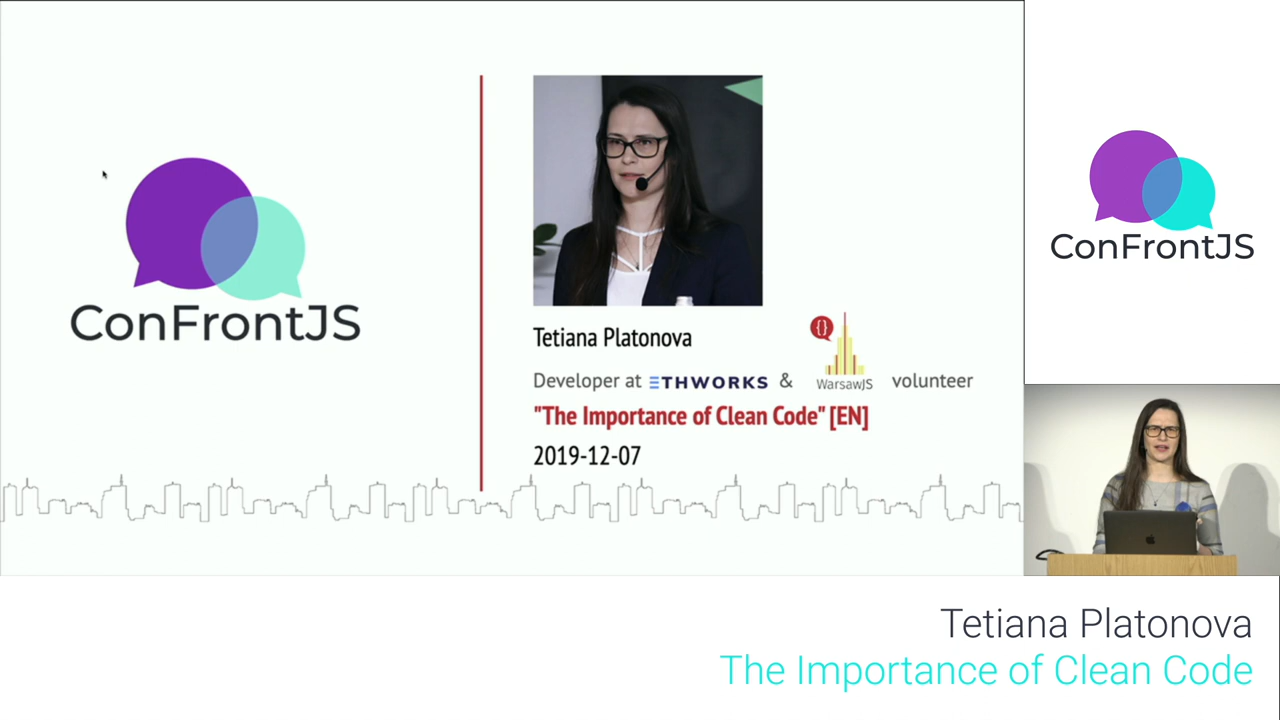 ConFrontJS
Tetiana Platonova
Developer at ETHWORKS & WarsawJS volunteer
"The Importance of Clean Code" [EN]
2019-12-07
ConFrontJS
Tetiana Platonova
The Importance of Clean Code